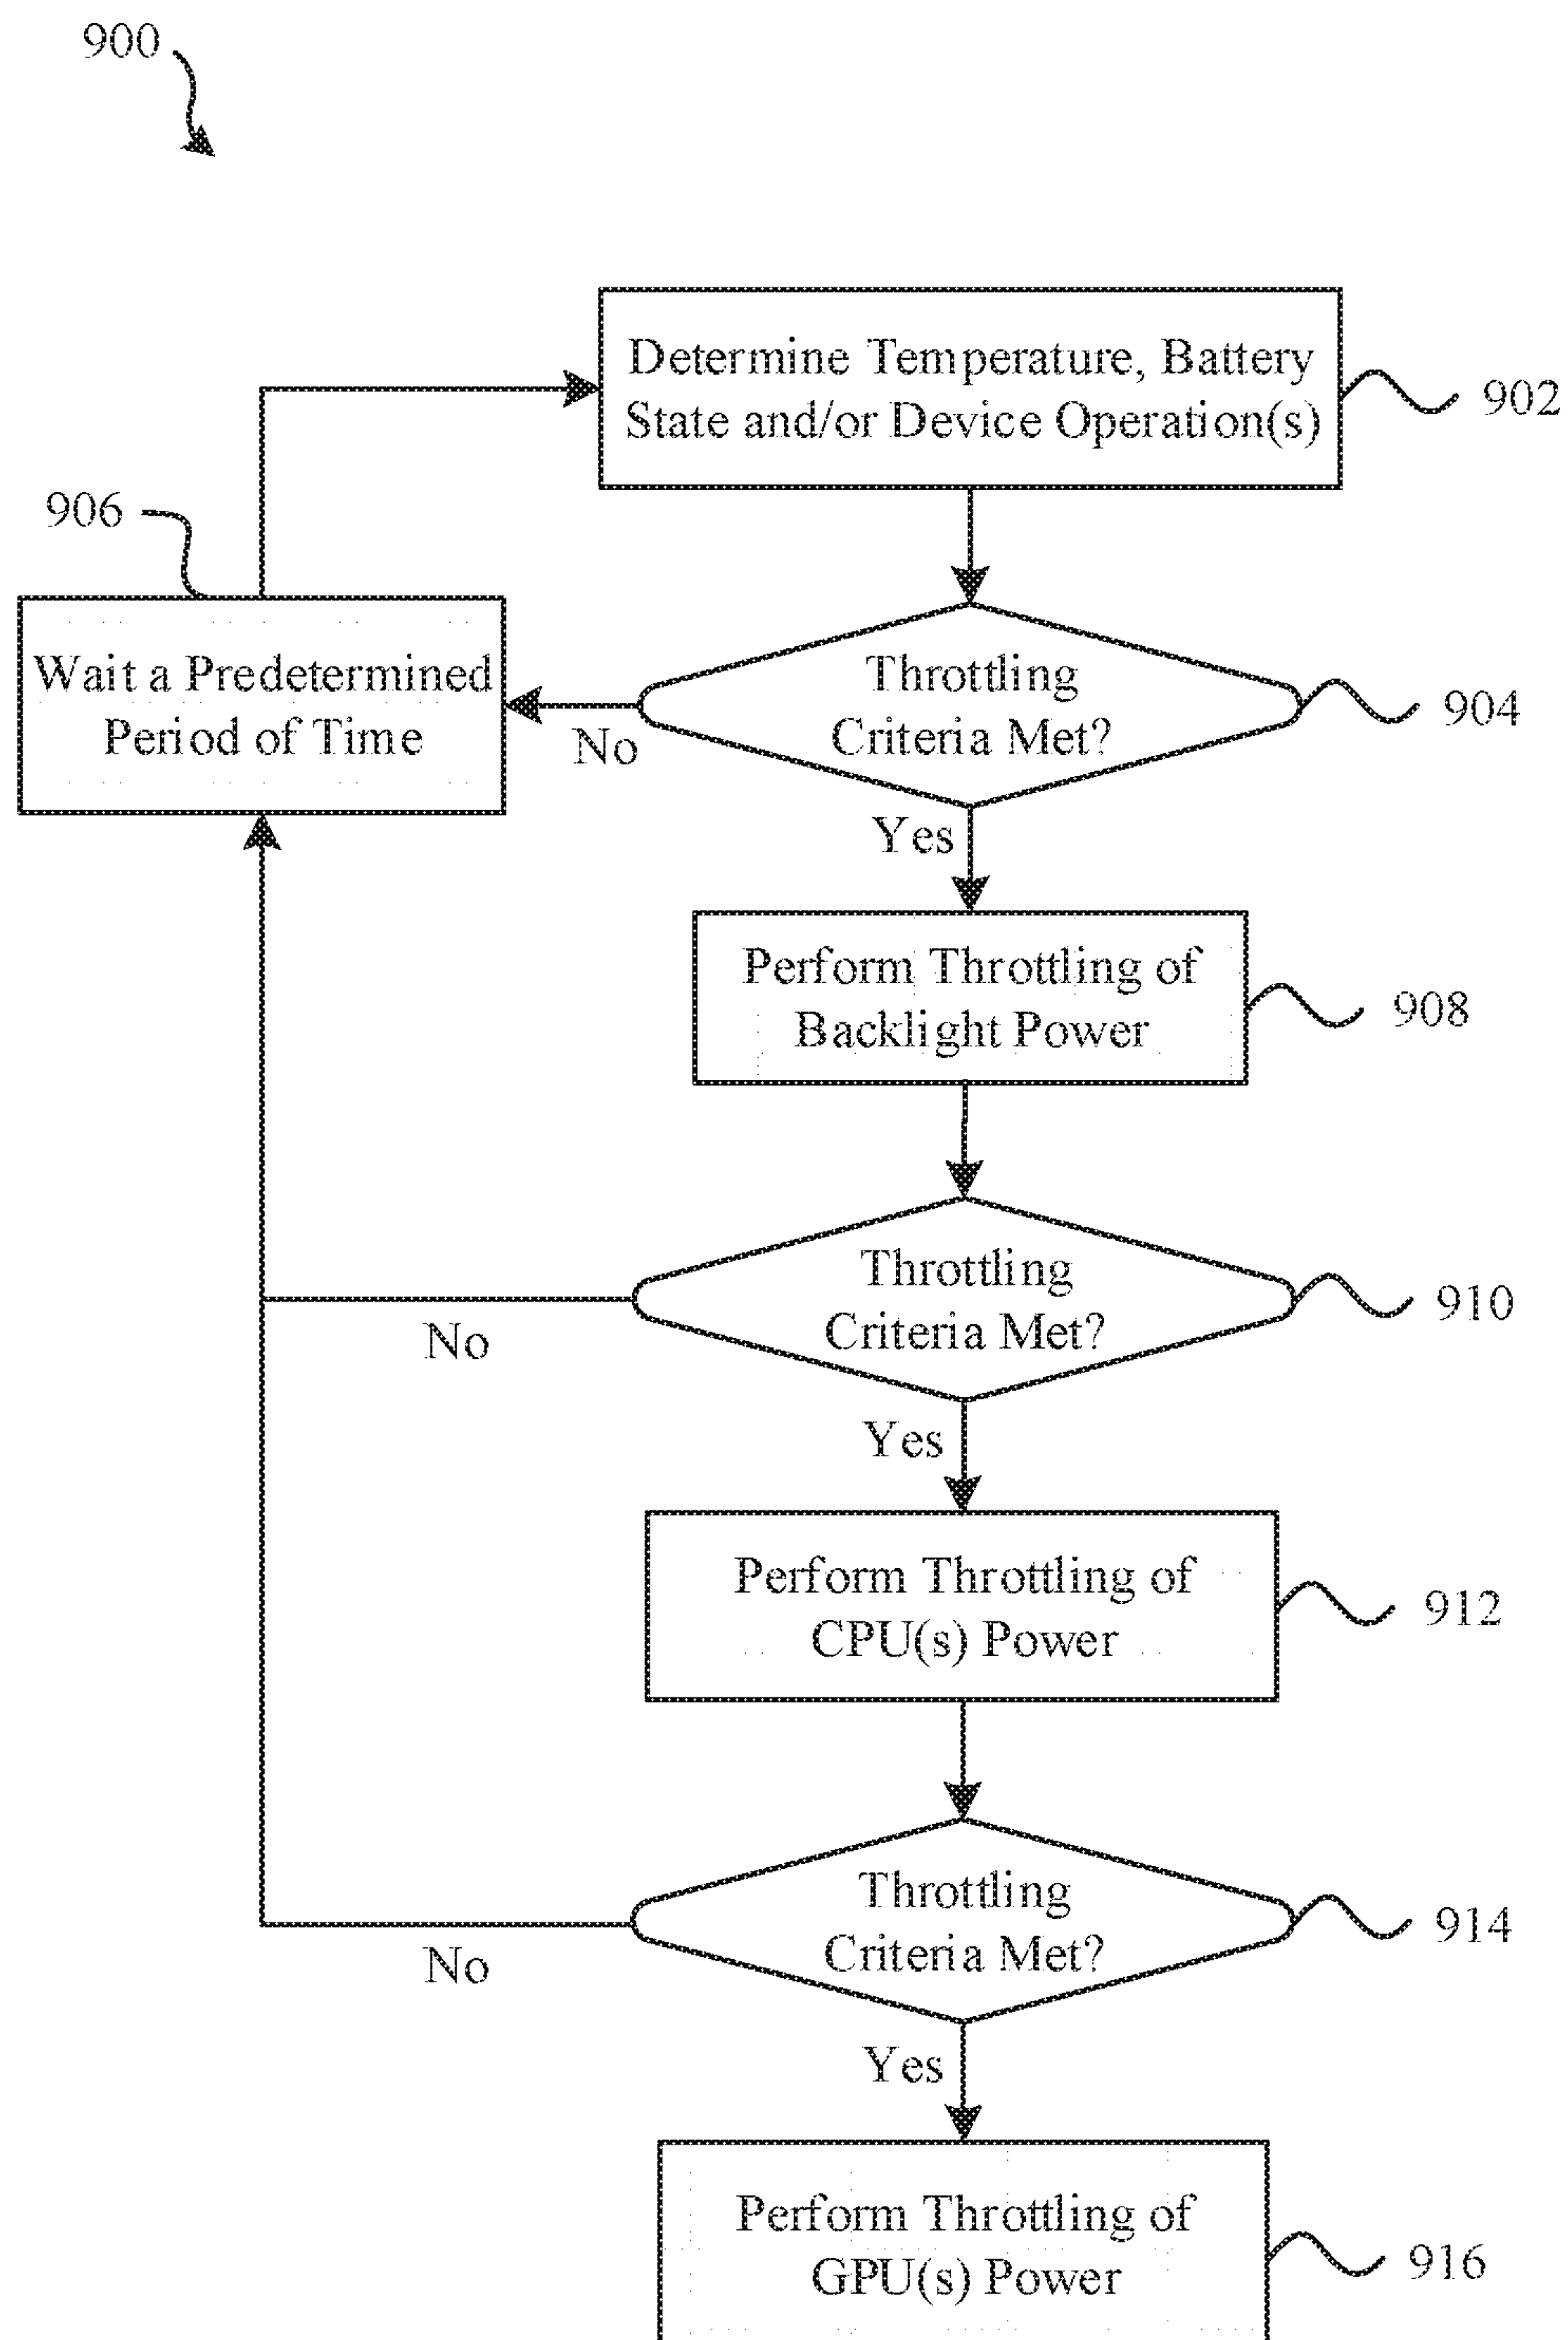 900
Determine Temperature, Battery
State and/or Device Operation(s)
902
906
Wait a Predetermined
Period of Time
No
Throttling
Criteria Met?
904
Yes
Perform Throttling of
Backlight Power
908
Throttling
Criteria Met?
910
No
Yes
Perform Throttling of
CPU(s) Power
912
Throttling
Criteria Met?
914
No
Yes
Perform Throttling of
GPU(s) Power
916